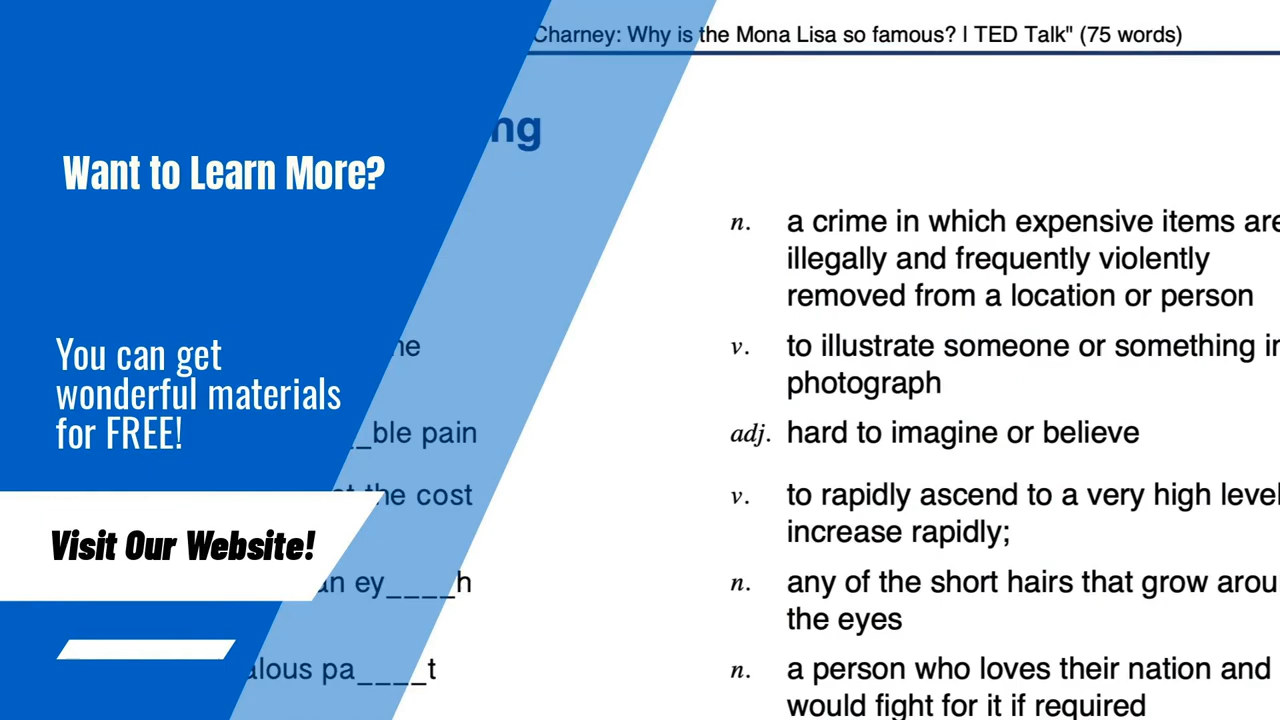 Charney: Why is the Mona Lisa so famous? | TED Talk" (75 words)
ng
Want to Learn More?
You can get
wonderful materials
for FREE!
Visit Our Website!
n. a crime in which expensive items are
illegally and frequently violently
removed from a location or person
ne v. to illustrate someone or something in
photograph
_ble pain adj. hard to imagine or believe
the cost v. to rapidly ascend to a very high level
increase rapidly;
an ey____h n. any of the short hairs that grow arou
the eyes
alous pa____t n. a person who loves their nation and
would fight for it if required